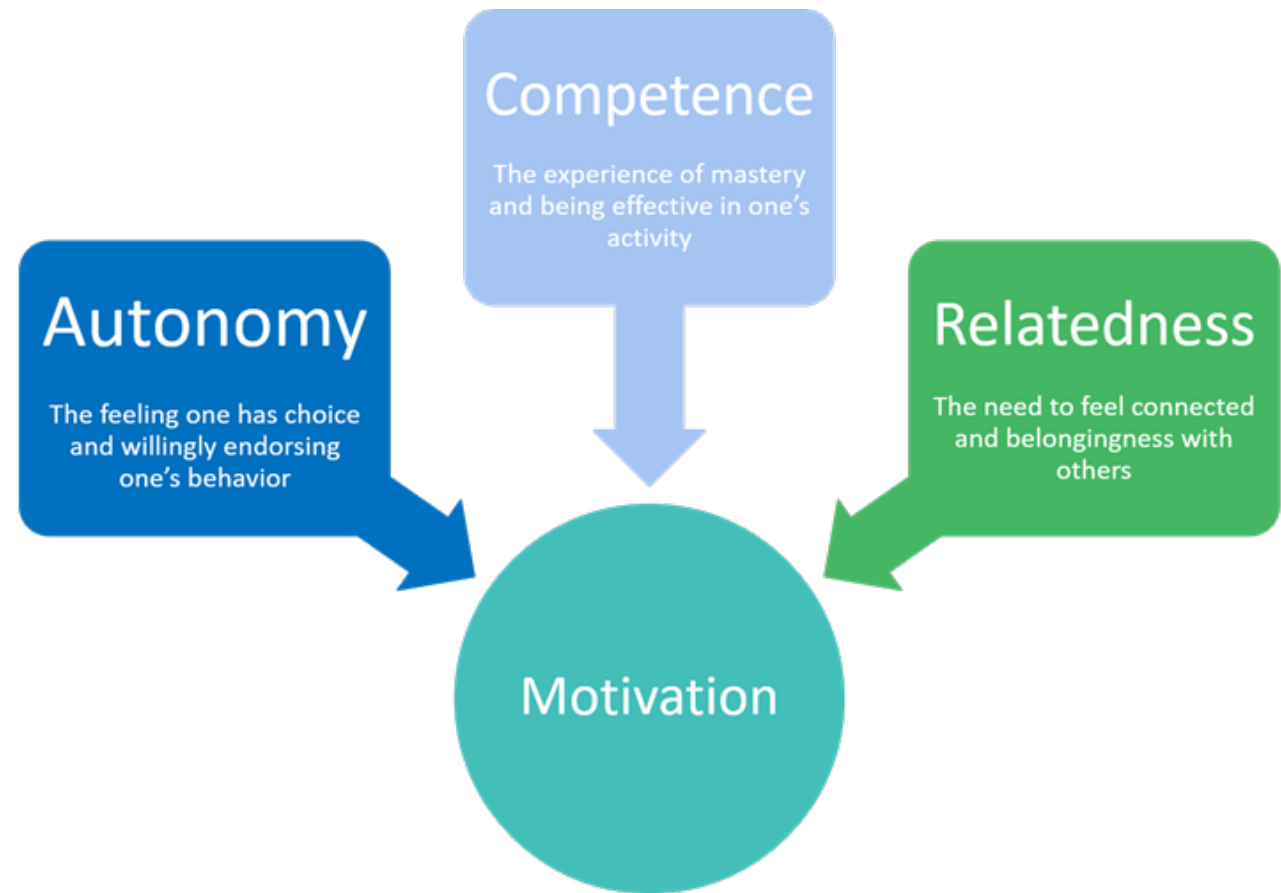 Competence
The experience of mastery
and being effective in one’s
activity
Autonomy
The feeling one has choice
and willingly endorsing
one’s behavior
Relatedness
The need to feel connected
and belongingness with
others
Motivation